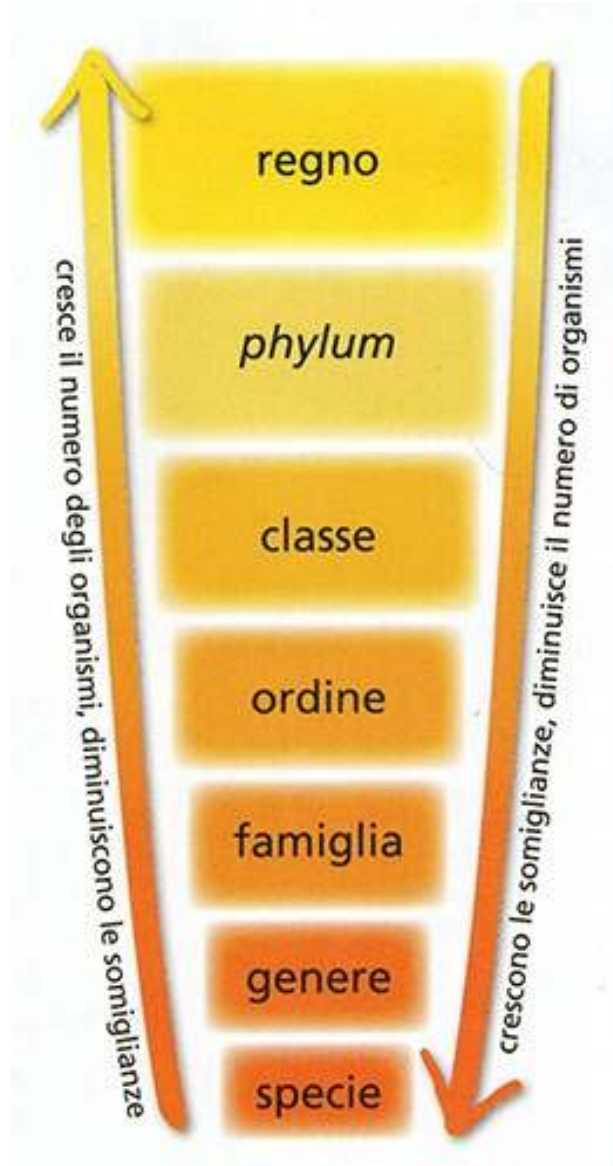 regno
phylum
classe
ordine
famiglia
genere
specie
cresce il numero degli organismi, diminuiscono le somiglianze
crescono le somiglianze, diminuisce il numero di organismi